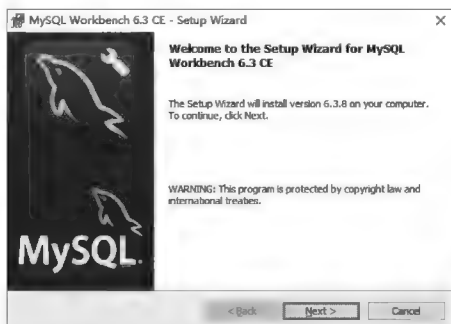 MySQL Workbench 6.3 CE - Setup Wizard
Welcome to the Setup Wizard for MySQL
Workbench 6.3 CE
The Setup Wizard will install version 6.3.8 on your computer.
To continue, click Next.
WARNING: This program is protected by copyright law and
international treaties.
MySQL.
< Back Next > Cancel